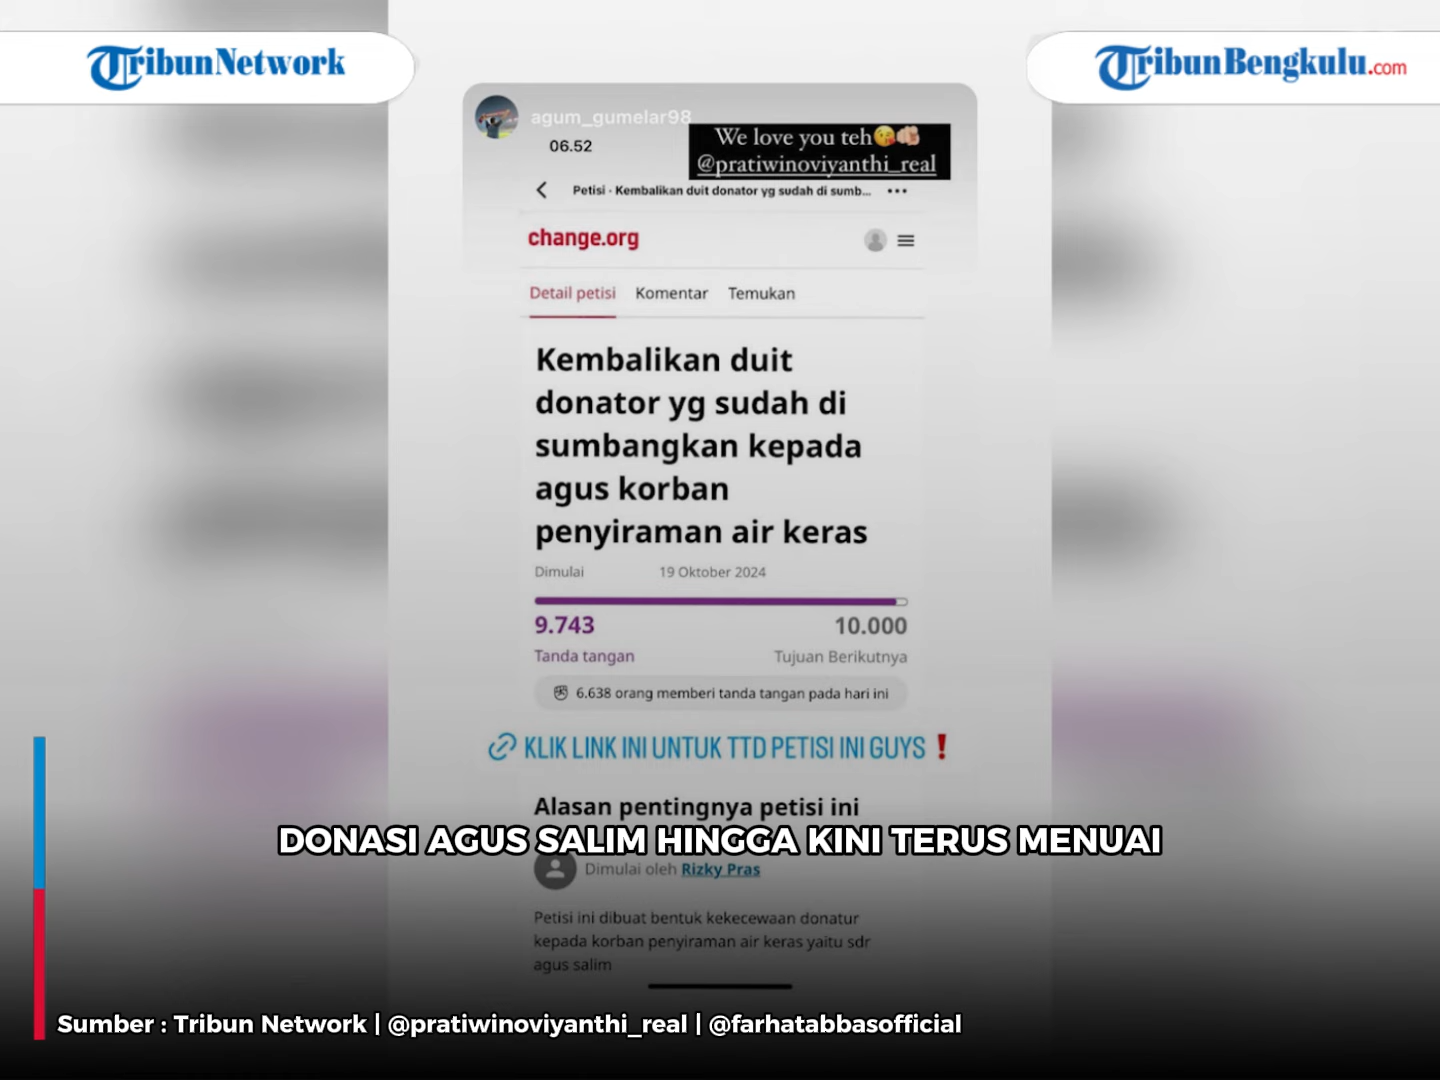 TribunNetwork
TribunBengkulu.com
agum_gumelar98
06.52
We love you teh😘🫵🏻
@pratiwinoviyanthi_real
Petisi · Kembalikan duit donator yg sudah di sumb...
change.org
Detail petisi Komentar Temukan
Kembalikan duit
donator yg sudah di
sumbangkan kepada
agus korban
penyiraman air keras
Dimulai 19 Oktober 2024
9.743 10.000
Tanda tangan Tujuan Berikutnya
6.638 orang memberi tanda tangan pada hari ini
KLIK LINK INI UNTUK TTD PETISI INI GUYS❗
Alasan pentingnya petisi ini
DONASI AGUS SALIM HINGGA KINI TERUS MENUAI
Dimulai oleh Rizky Pras
Petisi ini dibuat bentuk kekecewaan donatur
kepada korban penyiraman air keras yaitu sdr
agus salim
Sumber : Tribun Network | @pratiwinoviyanthi_real | @farhatabbasofficial